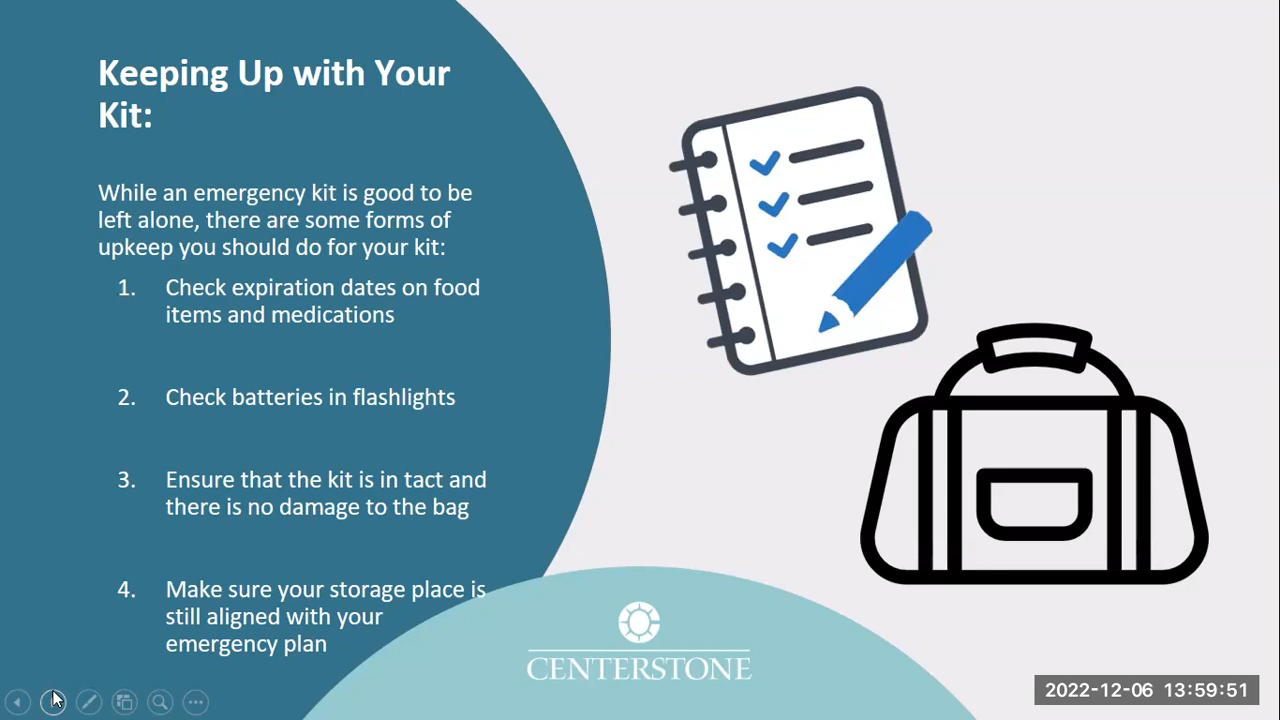 Keeping Up with Your
Kit:
While an emergency kit is good to be
left alone, there are some forms of
upkeep you should do for your kit:
1. Check expiration dates on food
items and medications
2. Check batteries in flashlights
3. Ensure that the kit is in tact and
there is no damage to the bag
4. Make sure your storage place is
still aligned with your
emergency plan
CENTERSTONE
2022-12-06 13:59:51